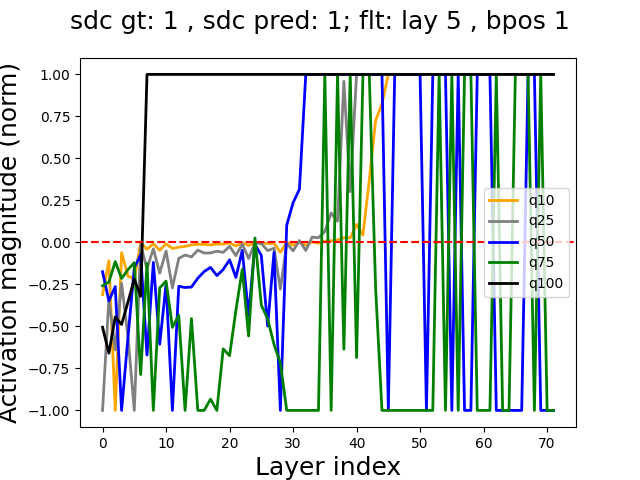 sdc gt: 1 , sdc pred: 1; flt: lay 5 , bpos 1
Activation magnitude (norm)
1.00
0.75
0.50
0.25
0.00
−0.25
−0.50
−0.75
−1.00
q10
q25
q50
q75
q100
0 10 20 30 40 50 60 70
Layer index